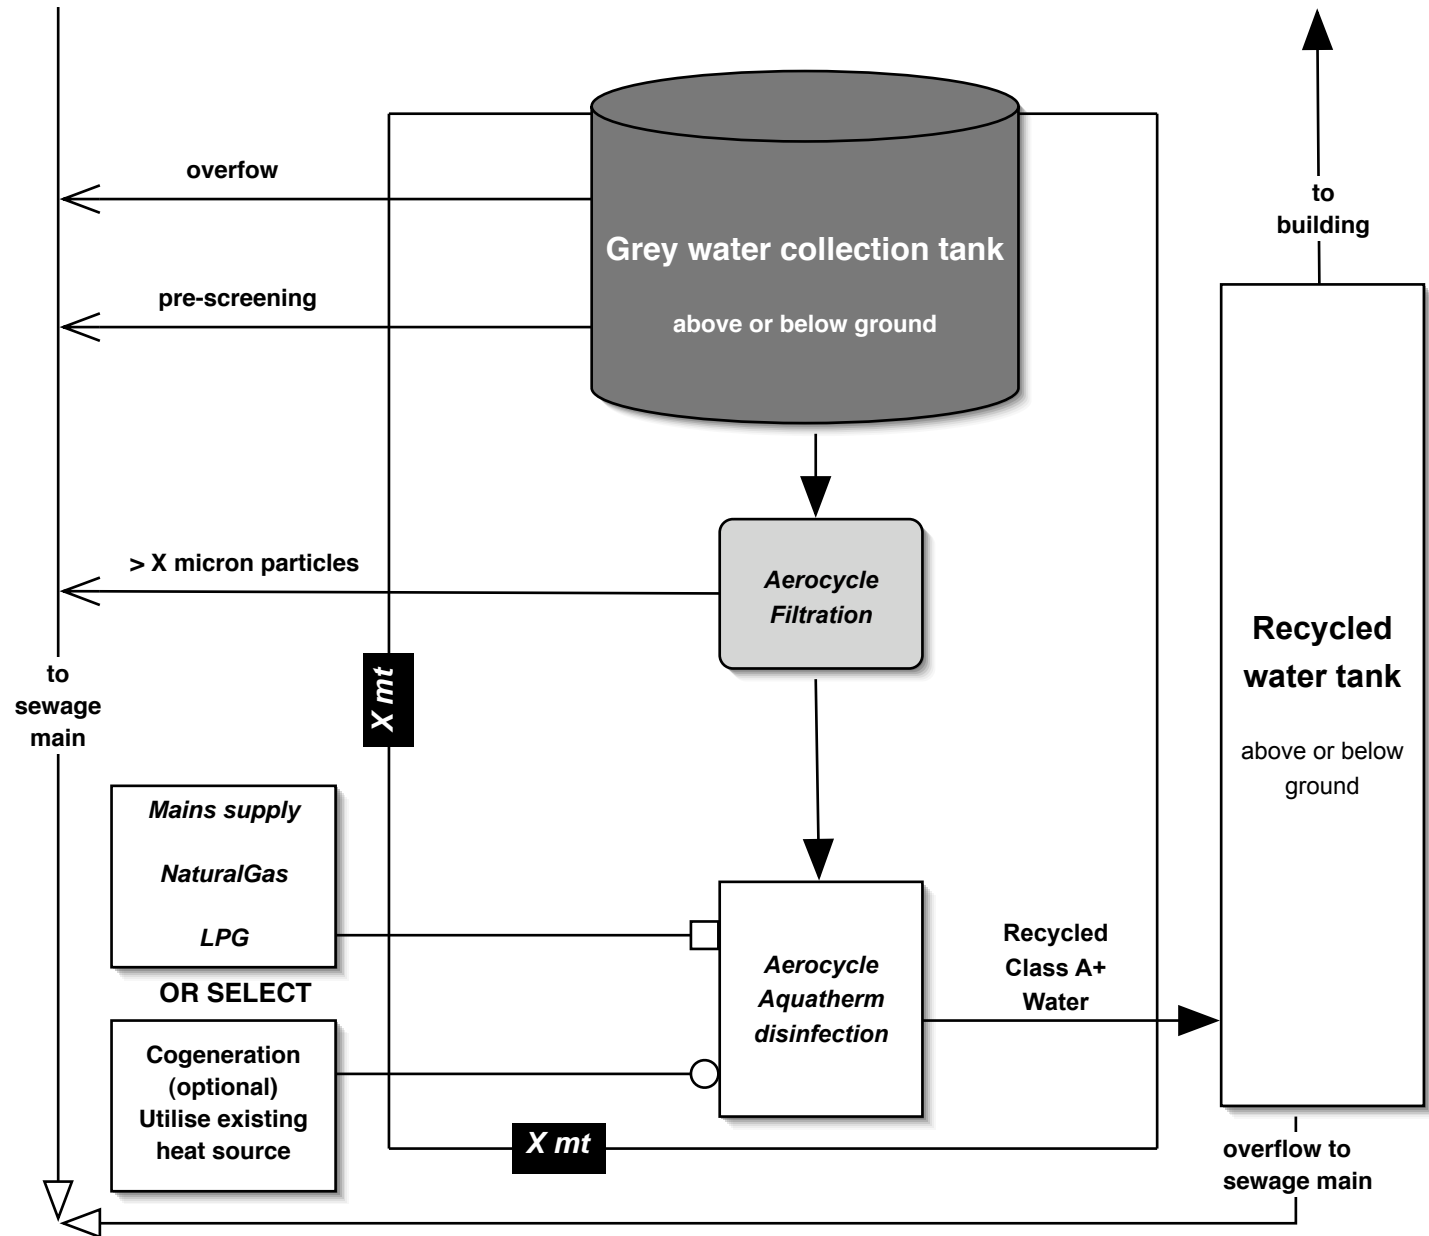 overfow
to
building
Grey water collection tank
pre-screening
above or below ground
> X micron particles
Aerocycle
Filtration
Recycled
water tank
above or below
ground
to
sewage
main
X mt
Mains supply
NaturalGas
LPG
OR SELECT
Cogeneration
(optional)
Utilise existing
heat source
Aerocycle
Aquatherm
disinfection
Recycled
Class A+
Water
X mt
overflow to
sewage main